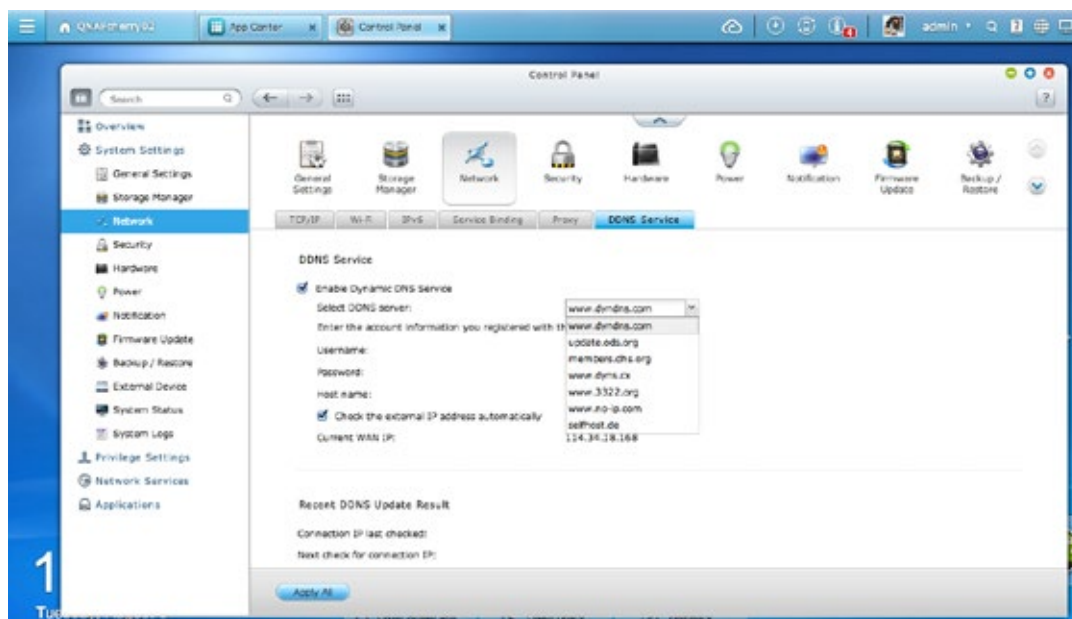 App Center
Control Panel
4
admin
Control Panel
Search
?
Overview
System Settings
General Settings
Storage Manager
Network
Security
Hardware
Power
Notification
Firmware Update
Backup / Restore
External Device
System Status
System Logs
Privilege Settings
Network Services
Applications
General Settings
Storage Manager
Network
Security
Hardware
Power
Notification
Firmware Update
Backup / Restore
TCP/IP
Wi-Fi
IPv6
Service Binding
Proxy
DDNS Service
DDNS Service
Enable Dynamic DNS Service
Select DDNS server:
www.dyndns.com
Enter the account information you registered with
www.dyndns.com
update.ods.org
members.dhs.org
www.dyns.cx
www.3322.org
www.no-ip.com
selfhost.de
Username:
Password:
Host name:
Check the external IP address automatically
Current WAN IP:
114.34.18.168
Recent DDNS Update Result
Connection IP last checked:
Next check for connection IP:
Apply All
1